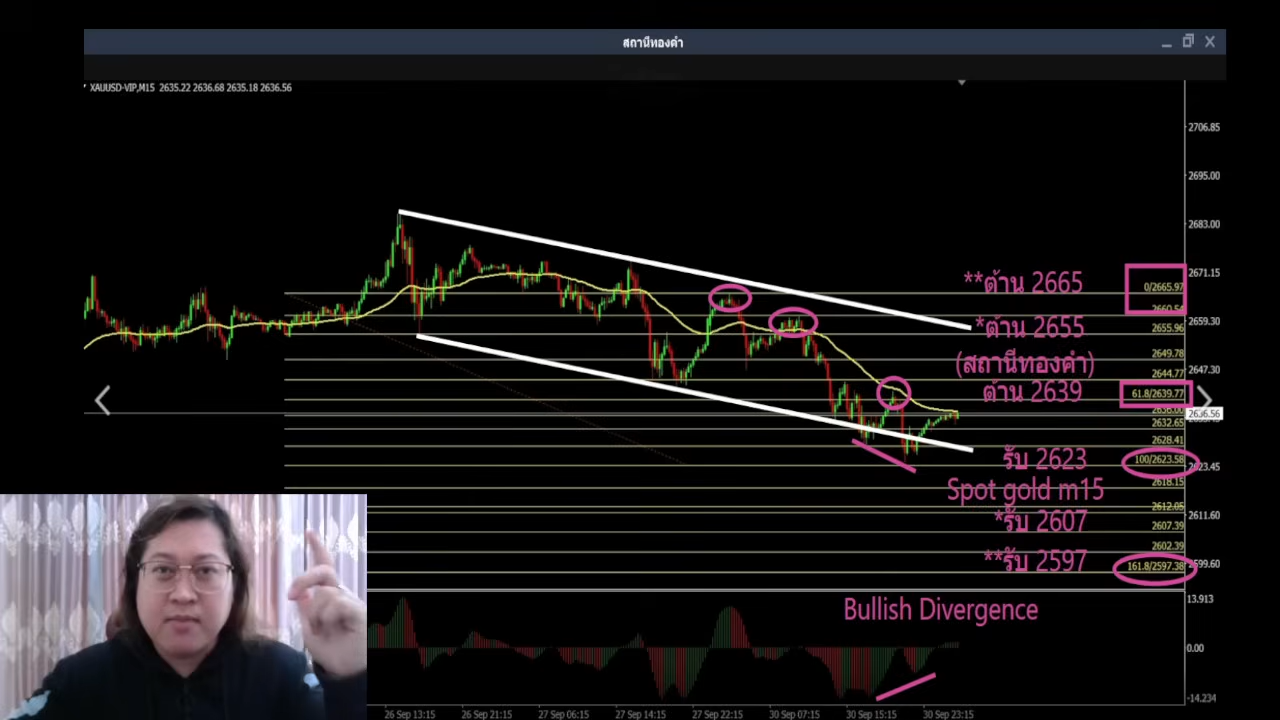 สถานีทองคำ
XAUUSD-VIP,M15 2635.22 2636.68 2635.18 2636.56
2706.85
2695.00
2683.00
2671.15
**ต้าน 2665
0/2665.97
2660.54
2659.30
*ต้าน 2655
2655.96
2649.78
(สถานีทองคำ)
2647.30
2644.77
ต้าน 2639
61.8/2639.77
2636.56
2632.65
2628.41
รับ 2623
100/2623.58
2623.45
2618.15
Spot gold m15
2612.05
2611.60
*รับ 2607
2607.39
2602.39
**รับ 2597
161.8/2597.38
2599.60
13.913
Bullish Divergence
0.00
-14.234
26 Sep 13:15 26 Sep 21:15 27 Sep 06:15 27 Sep 14:15 27 Sep 22:15 30 Sep 07:15 30 Sep 15:15 30 Sep 23:15